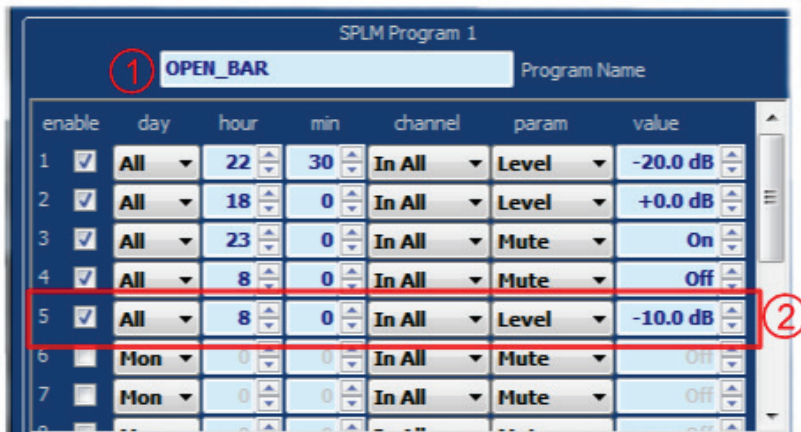 SPLM Program 1
1 OPEN_BAR Program Name
enable day hour min channel param value
1 All 22 30 In All Level -20.0 dB
2 All 18 0 In All Level +0.0 dB
3 All 23 0 In All Mute On
4 All 8 0 In All Mute Off
5 All 8 0 In All Level -10.0 dB 2
6 Mon 0 0 In All Mute Off
7 Mon 0 0 In All Mute Off